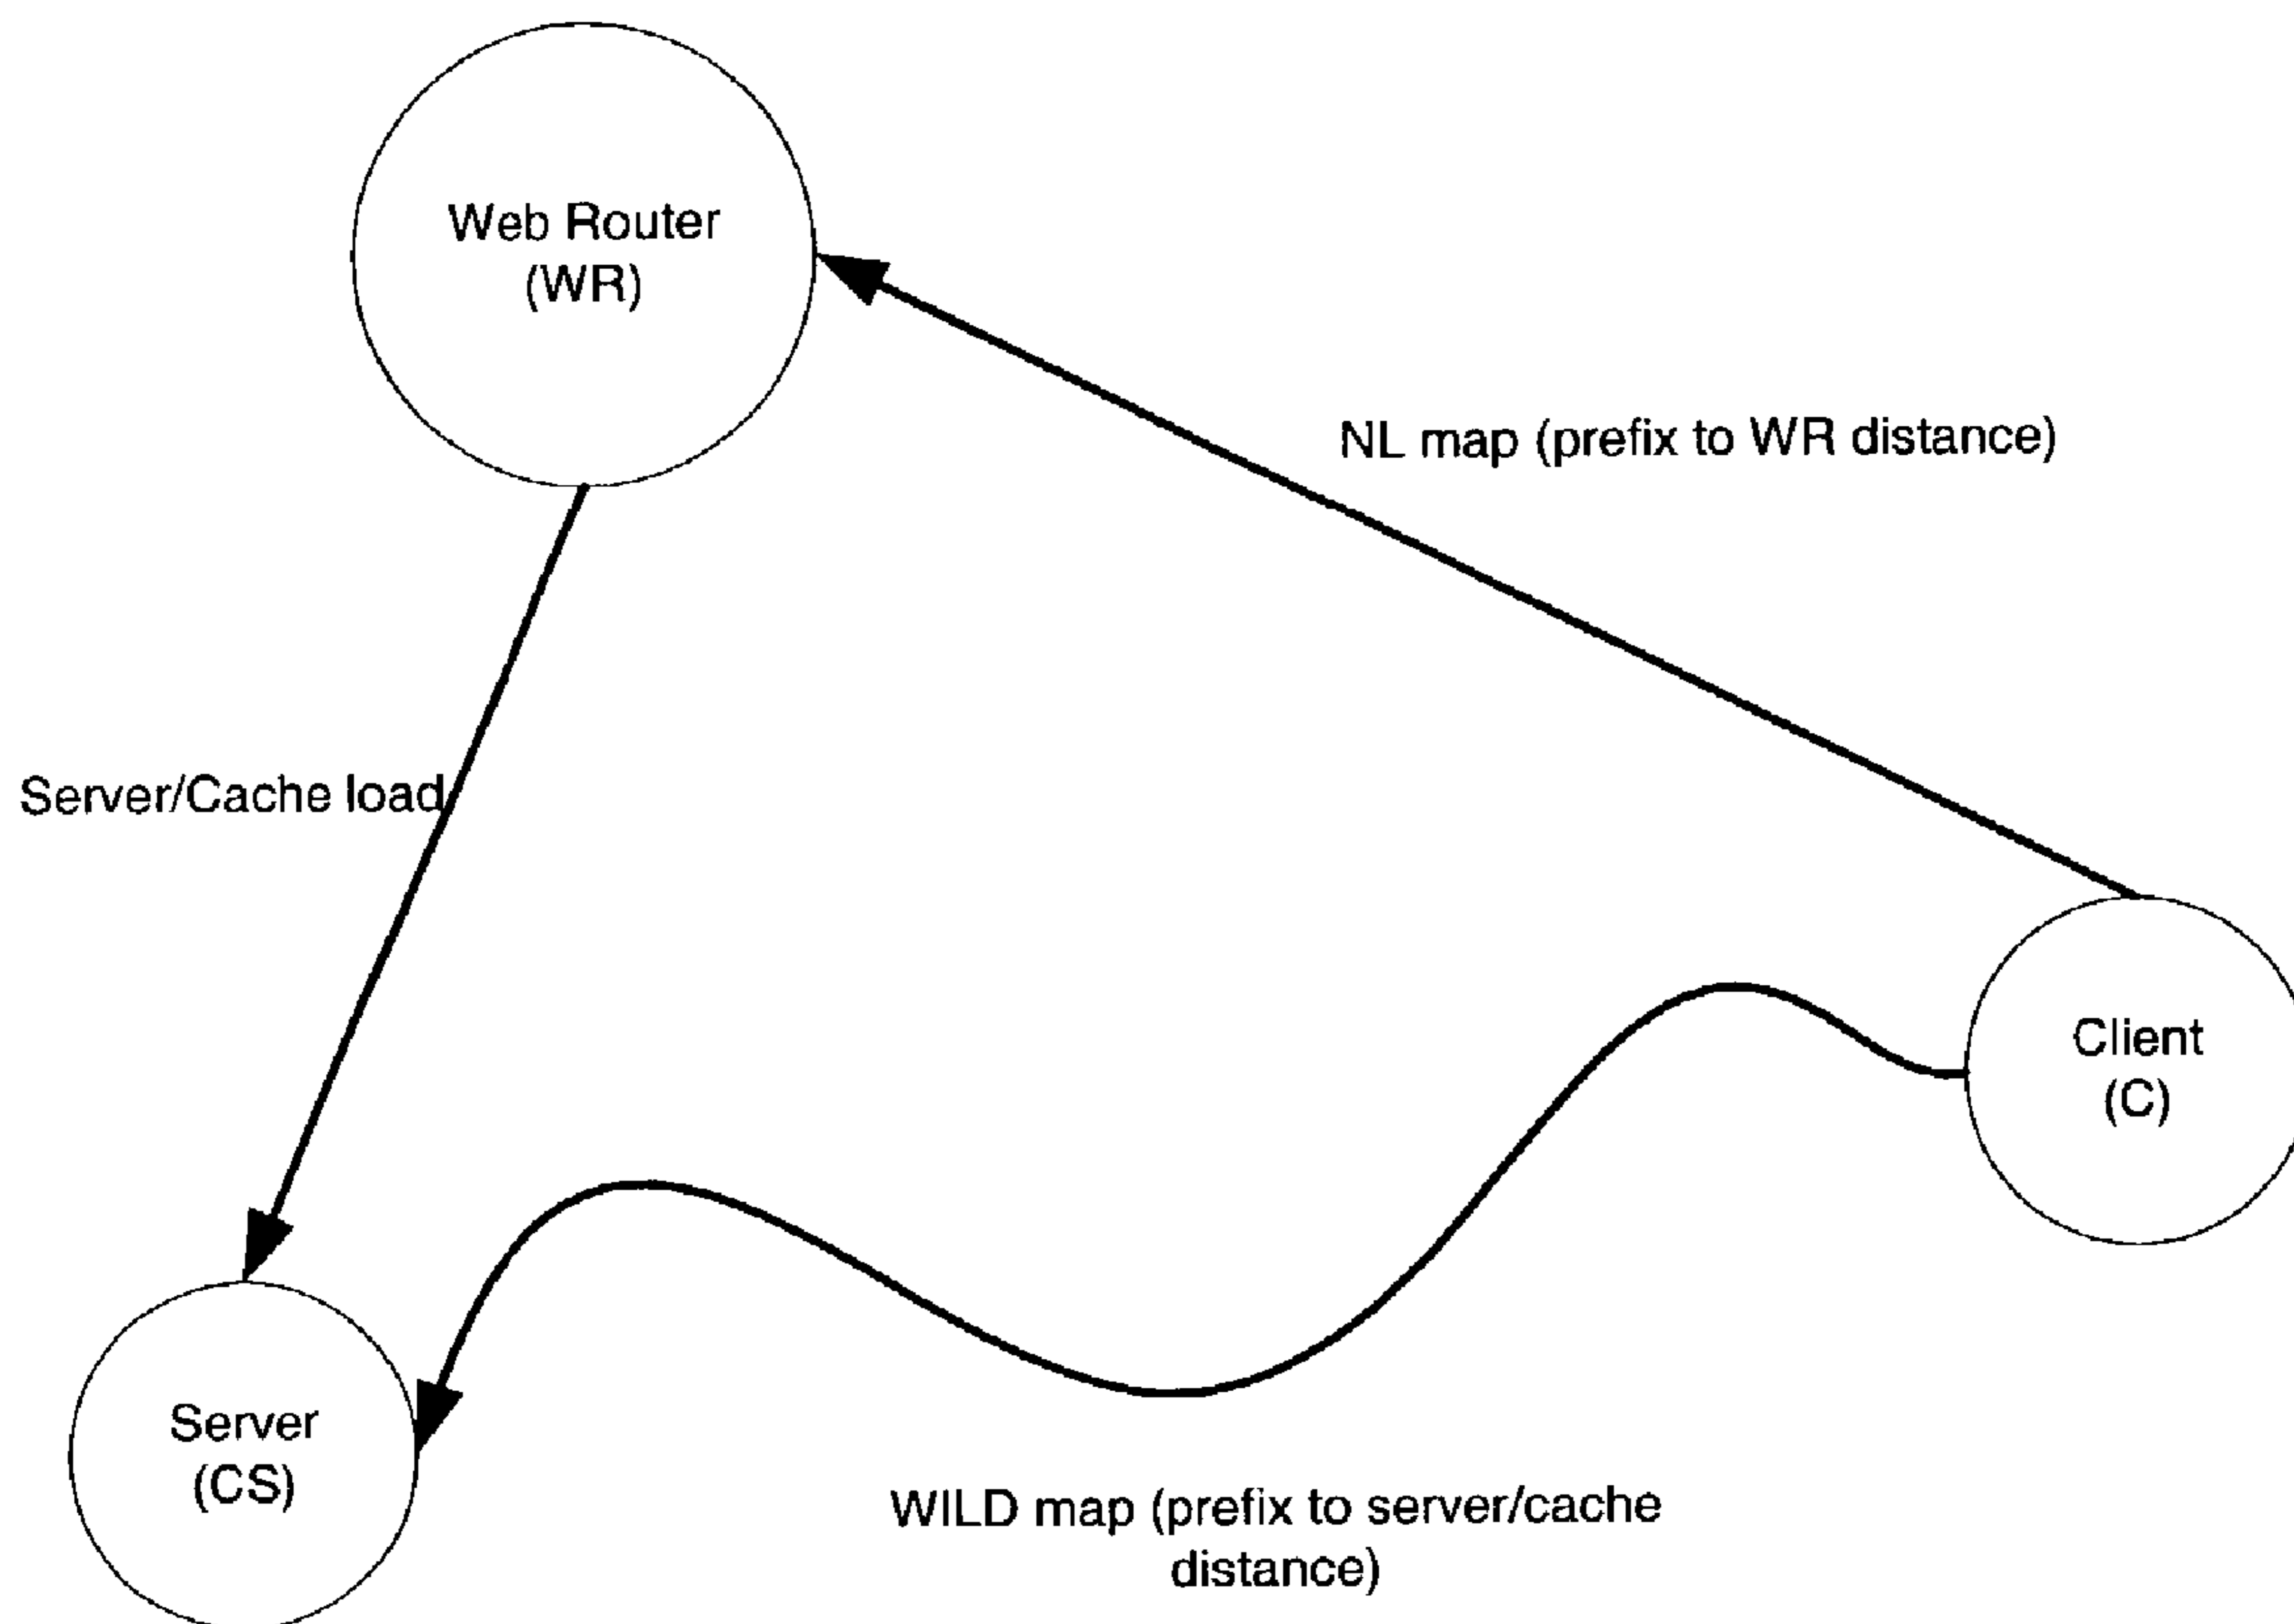 Web Router
(WR)
NL map (prefix to WR distance)
Server/Cache load
Client
(C)
Server
(CS)
WILD map (prefix to server/cache
distance)